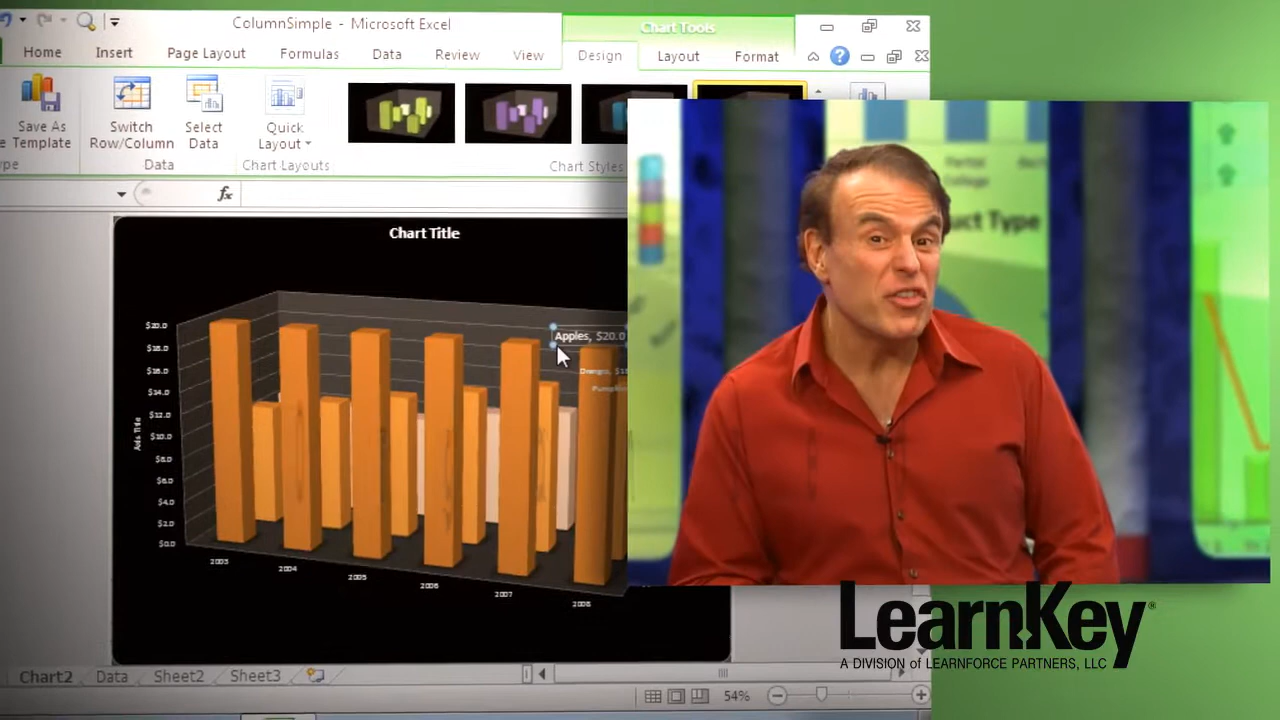 ColumnSimple - Microsoft Excel
Chart Tools
Home Insert Page Layout Formulas Data Review View Design Layout Format
Save As Template
Switch Row/Column
Select Data
Quick Layout
Data
Chart Layouts
Chart Styles
fx
Chart Title
Apples, $20.0
$20.0
$18.0
$16.0
$14.0
$12.0
$10.0
$8.0
$6.0
$4.0
$2.0
$0.0
Axis Title
2003
2004
2005
2006
2007
2008
Partial
College
uct Type
LearnKey®
A DIVISION of LEARNFORCE PARTNERS, LLC
Chart2 Data Sheet2 Sheet3
54%